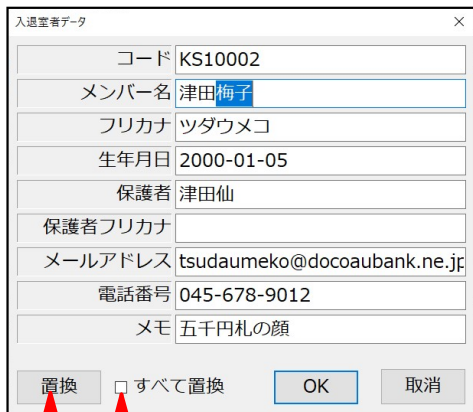 入退室者データ
コード KS10002
メンバー名 津田梅子
フリカナ ツダウメコ
生年月日 2000-01-05
保護者 津田仙
保護者フリカナ
メールアドレス tsudaumeko@docoaubank.ne.jp
電話番号 045-678-9012
メモ 五千円札の顔
置換 すべて置換 OK 取消